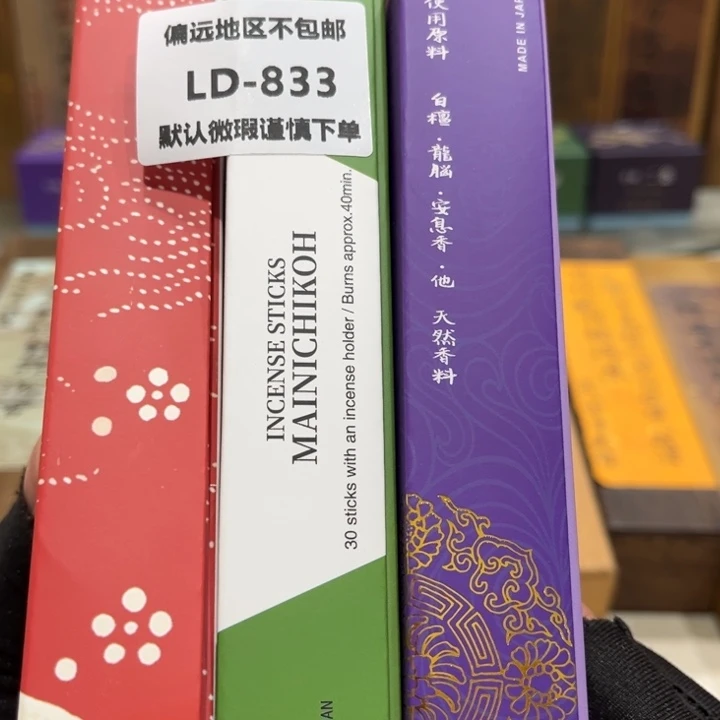 偏远地区不包邮
LD-833
默认微瑕谨慎下单
INCENSE STICKS
MAINICHIKOH
30 sticks with an incense holder / Burns approx.40min.
使用原料 白檀・龍脳・安息香・他 天然香料
MADE IN